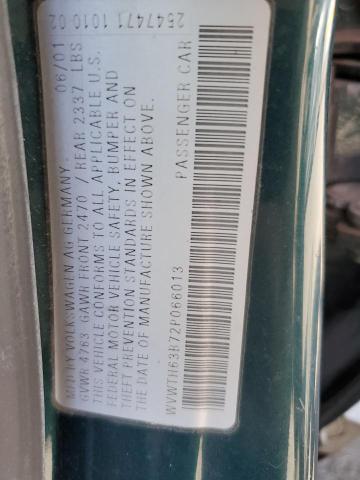 2547471 1010 02
MFD BY VOLKSWAGEN AG GERMANY. 06/01
GVWR 4763 GAWR FRONT 2470 / REAR 2337 LBS
THIS VEHICLE CONFORMS TO ALL APPLICABLE U.S.
FEDERAL MOTOR VEHICLE SAFETY, BUMPER AND
THEFT PREVENTION STANDARDS IN EFFECT ON
DATE OF MANUFACTURE SHOWN ABOVE.
WVWTH63B72P066013 PASSENGER CAR